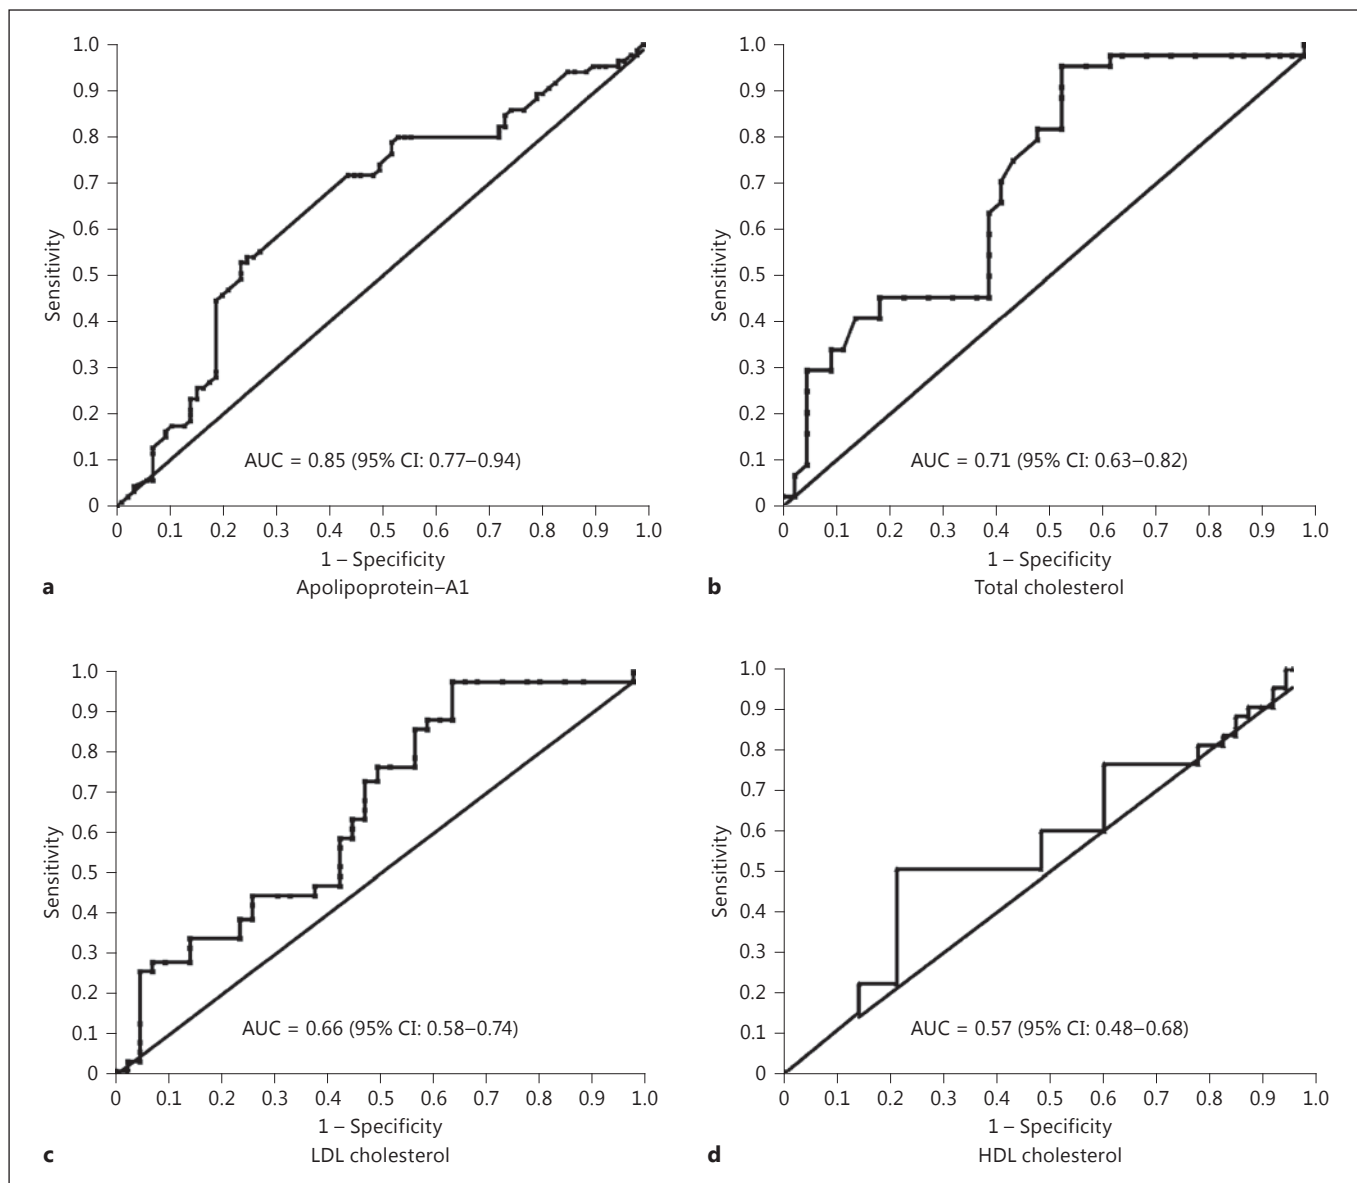 1.0
0.9
0.8
0.7
0.6
0.5
0.4
0.3
0.2
0.1
0
Sensitivity
AUC = 0.85 (95% CI: 0.77–0.94)
0 0.1 0.2 0.3 0.4 0.5 0.6 0.7 0.8 0.9 1.0
1 – Specificity
a Apolipoprotein–A1
1.0
0.9
0.8
0.7
0.6
0.5
0.4
0.3
0.2
0.1
0
Sensitivity
AUC = 0.71 (95% CI: 0.63–0.82)
0 0.1 0.2 0.3 0.4 0.5 0.6 0.7 0.8 0.9 1.0
1 – Specificity
b Total cholesterol
1.0
0.9
0.8
0.7
0.6
0.5
0.4
0.3
0.2
0.1
0
Sensitivity
AUC = 0.66 (95% CI: 0.58–0.74)
0 0.1 0.2 0.3 0.4 0.5 0.6 0.7 0.8 0.9 1.0
1 – Specificity
c LDL cholesterol
1.0
0.9
0.8
0.7
0.6
0.5
0.4
0.3
0.2
0.1
0
Sensitivity
AUC = 0.57 (95% CI: 0.48–0.68)
0 0.1 0.2 0.3 0.4 0.5 0.6 0.7 0.8 0.9 1.0
1 – Specificity
d HDL cholesterol